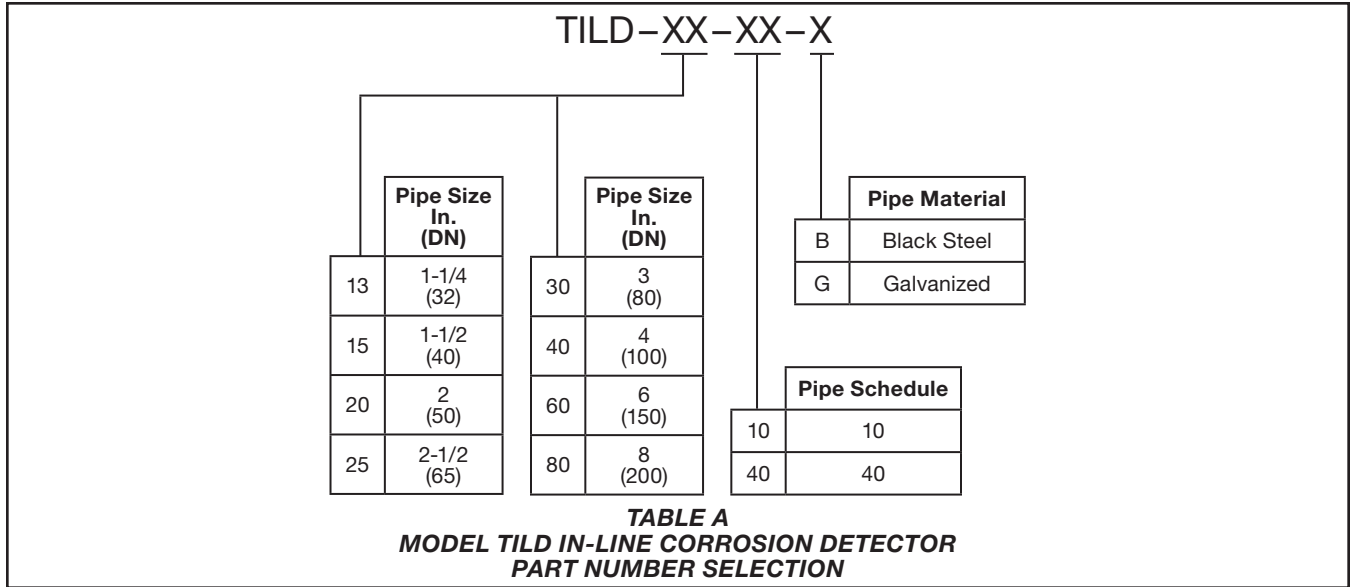 TILD–XX–XX–X
Pipe Size
In.
(DN)
13
1-1/4
(32)
15
1-1/2
(40)
20
2
(50)
25
2-1/2
(65)
Pipe Size
In.
(DN)
30
3
(80)
40
4
(100)
60
6
(150)
80
8
(200)
Pipe Material
B Black Steel
G Galvanized
Pipe Schedule
10 10
40 40
TABLE A
MODEL TILD IN-LINE CORROSION DETECTOR
PART NUMBER SELECTION